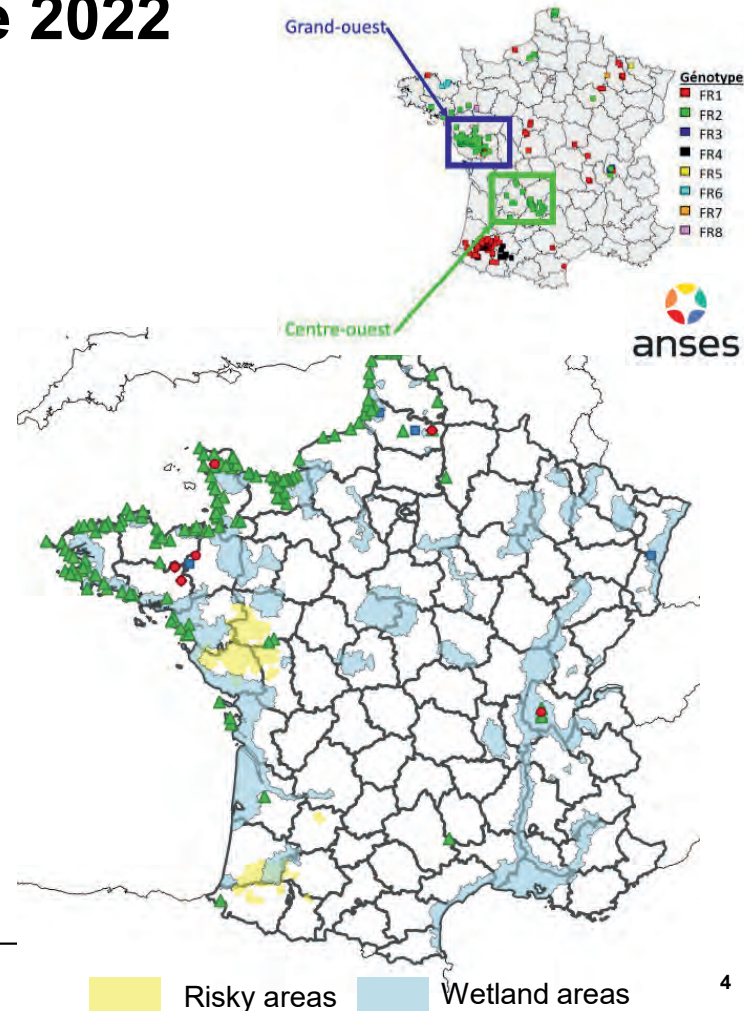 e 2022
Grand-ouest
Génotype
FR1
FR2
FR3
FR4
FR5
FR6
FR7
FR8
Centre-ouest
anses
Risky areas
Wetland areas
4